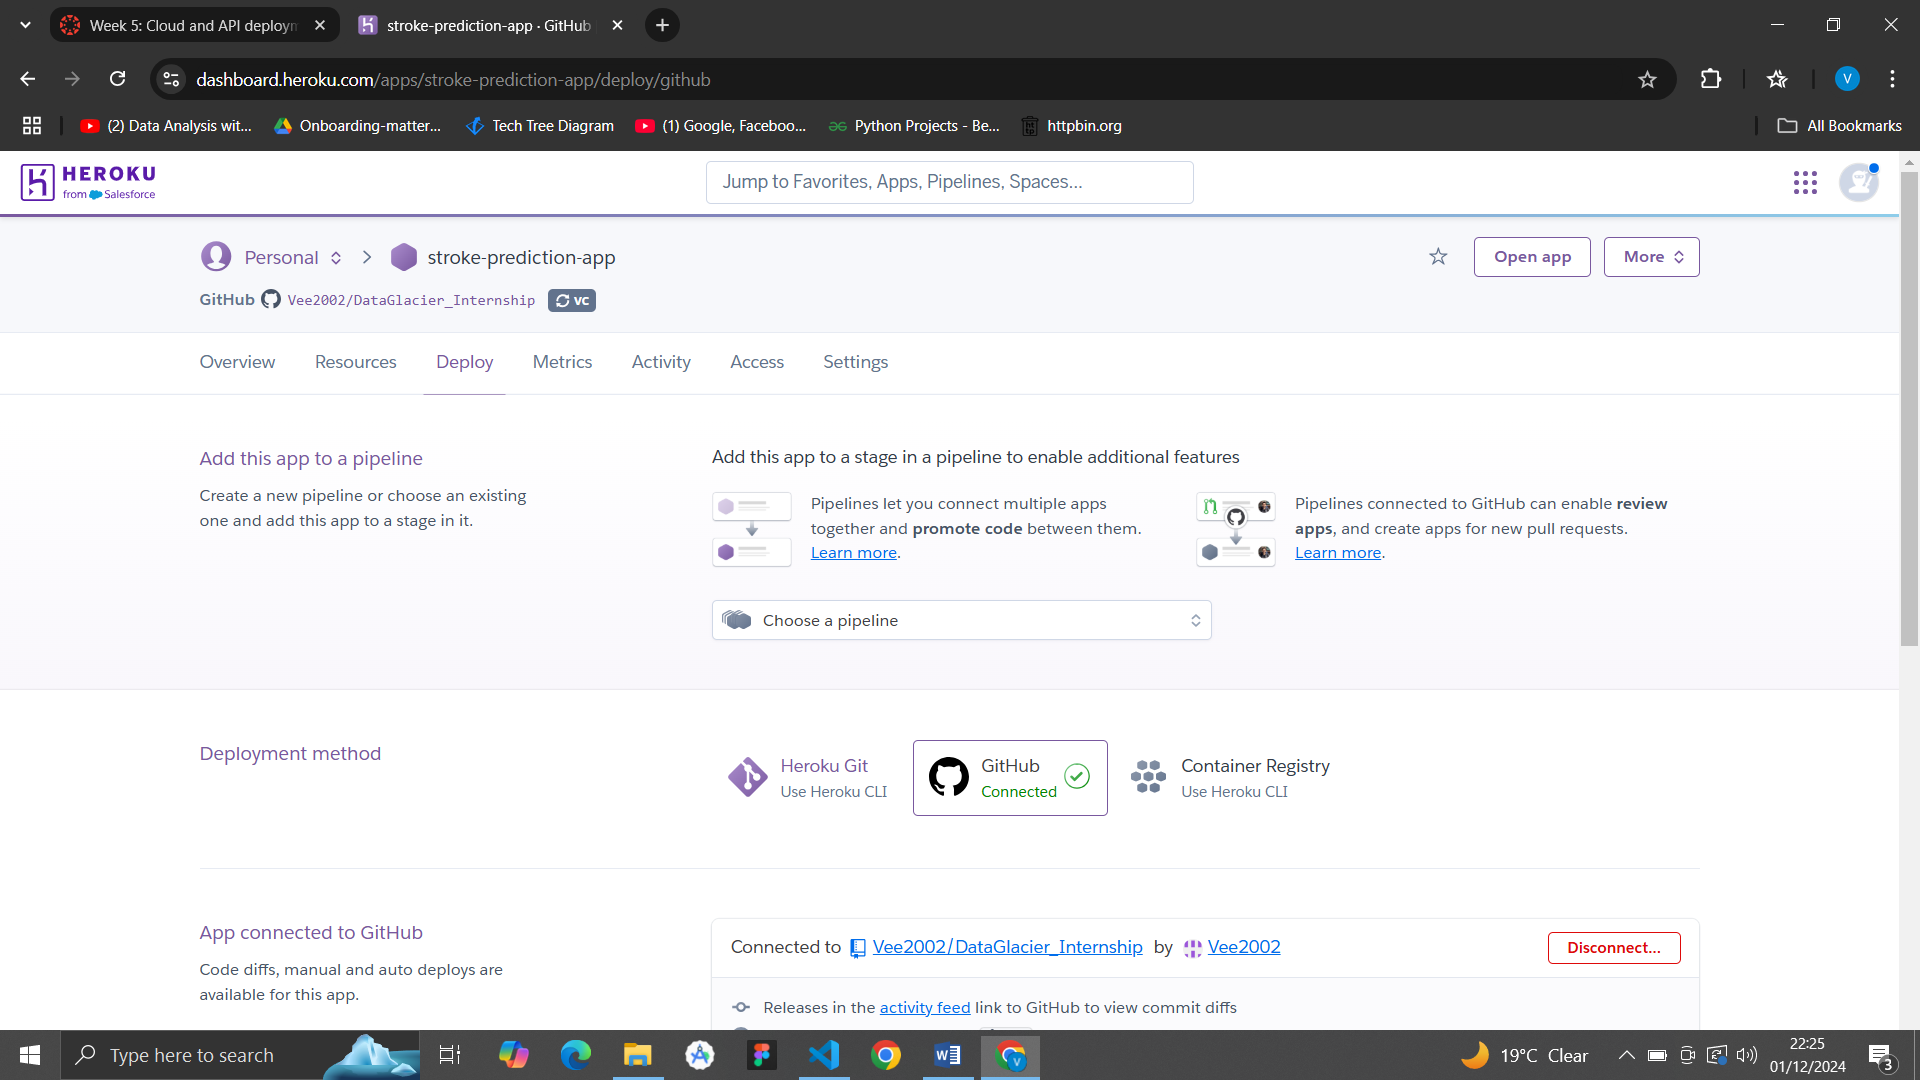 Week 5: Cloud and API deploym
stroke-prediction-app · GitHub
dashboard.heroku.com/apps/stroke-prediction-app/deploy/github
V
(2) Data Analysis wit...
Onboarding-matter...
Tech Tree Diagram
(1) Google, Faceboo...
Python Projects - Be...
httpbin.org
All Bookmarks
HEROKU
from Salesforce
Jump to Favorites, Apps, Pipelines, Spaces...
Personal
stroke-prediction-app
Open app
More
GitHub Vee2002/DataGlacier_Internship vc
Overview
Resources
Deploy
Metrics
Activity
Access
Settings
Add this app to a pipeline
Create a new pipeline or choose an existing
one and add this app to a stage in it.
Add this app to a stage in a pipeline to enable additional features
Pipelines let you connect multiple apps
together and promote code between them.
Learn more.
Pipelines connected to GitHub can enable review
apps, and create apps for new pull requests.
Learn more.
Choose a pipeline
Deployment method
Heroku Git
Use Heroku CLI
GitHub
Connected
Container Registry
Use Heroku CLI
App connected to GitHub
Code diffs, manual and auto deploys are
available for this app.
Connected to Vee2002/DataGlacier_Internship by Vee2002
Disconnect...
Releases in the activity feed link to GitHub to view commit diffs
Type here to search
19°C Clear
22:25
01/12/2024
3